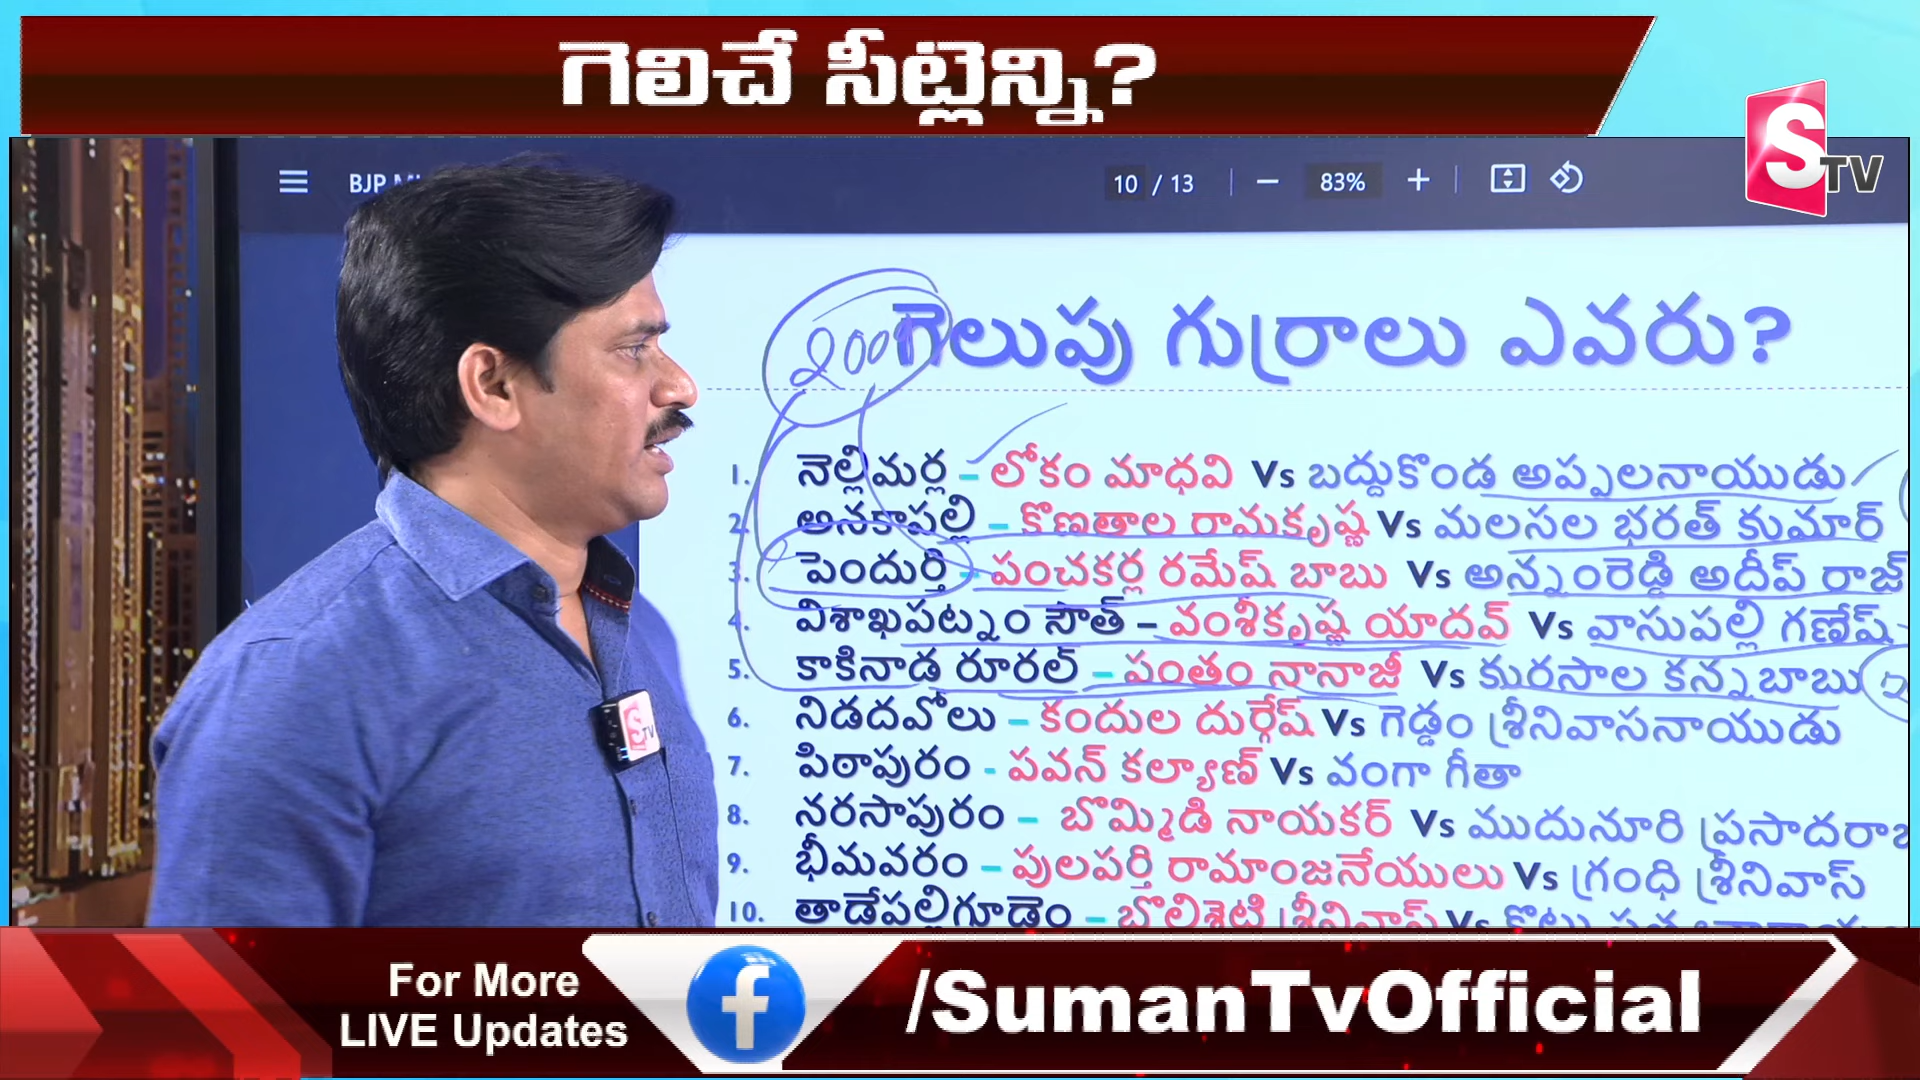 గెలిచే సీట్లెన్ని?
S TV
BJP
10 / 13
83%
గెలుపు గుర్రాలు ఎవరు?
1. నెల్లిమర్ల – లోకం మాధవి Vs బద్దుకొండ అప్పలనాయుడు
2. అనకాపల్లి – కొణతాల రామకృష్ణ Vs మలసల భరత్ కుమార్
3. పెందుర్తి – పంచకర్ల రమేష్ బాబు Vs అన్నంరెడ్డి అదీప్ రాజ్
4. విశాఖపట్నం సౌత్ – వంశీకృష్ణ యాదవ్ Vs వాసుపల్లి గణేష్
5. కాకినాడ రూరల్ – పంతం నానాజీ Vs కురసాల కన్నబాబు
6. నిడదవోలు – కందుల దుర్గేష్ Vs గెడ్డం శ్రీనివాసనాయుడు
7. పిఠాపురం - పవన్ కల్యాణ్ Vs వంగా గీతా
8. నరసాపురం – బొమ్మిడి నాయకర్ Vs ముదునూరి
9. భీమవరం – పులపర్తి రామాంజనేయులు Vs గ్రంధి శ్రీనివాస్
10. తాడేపల్లిగూడెం – బొలిశెటి శ్రీనివాస్ Vs
S TV
For More
LIVE Updates
f /SumanTvOfficial